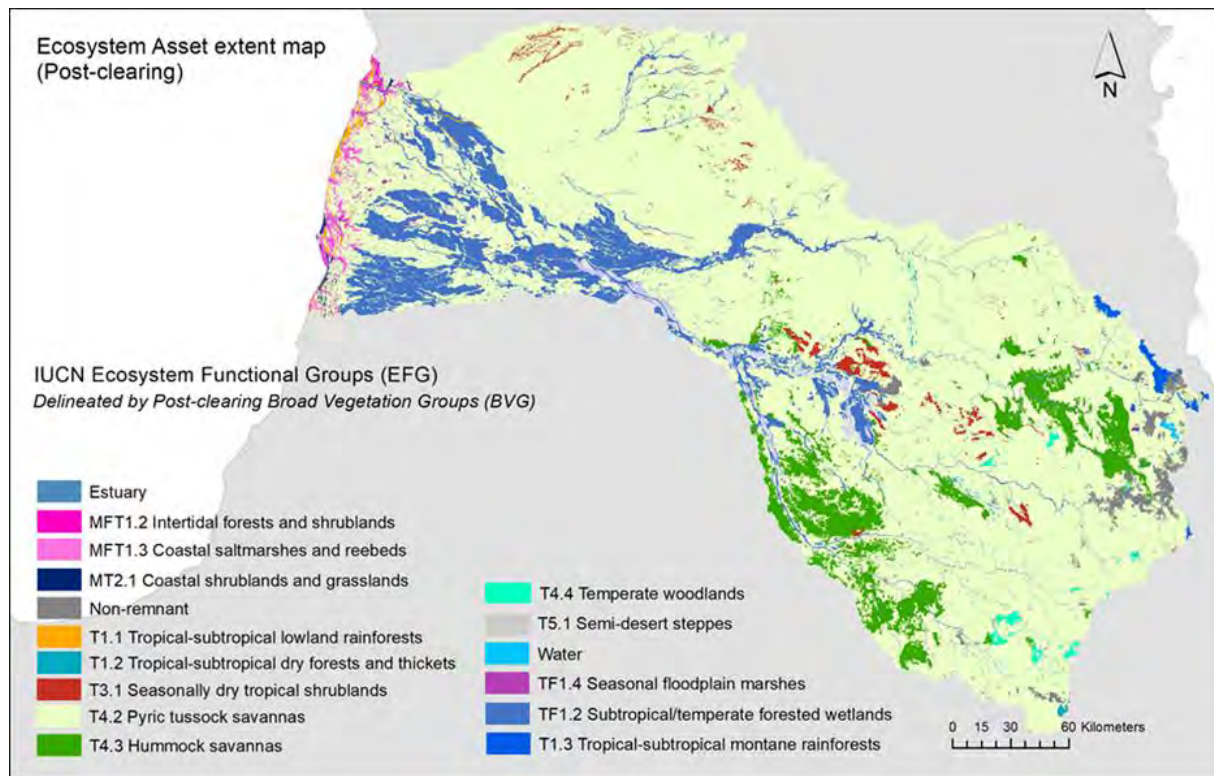 Ecosystem Asset extent map
(Post-clearing)
N
IUCN Ecosystem Functional Groups (EFG)
Delineated by Post-clearing Broad Vegetation Groups (BVG)
Estuary
MFT1.2 Intertidal forests and shrublands
MFT1.3 Coastal saltmarshes and reebeds
MT2.1 Coastal shrublands and grasslands
Non-remnant
T1.1 Tropical-subtropical lowland rainforests
T1.2 Tropical-subtropical dry forests and thickets
T3.1 Seasonally dry tropical shrublands
T4.2 Pyric tussock savannas
T4.3 Hummock savannas
T4.4 Temperate woodlands
T5.1 Semi-desert steppes
Water
TF1.4 Seasonal floodplain marshes
TF1.2 Subtropical/temperate forested wetlands
T1.3 Tropical-subtropical montane rainforests
0 15 30 60 Kilometers